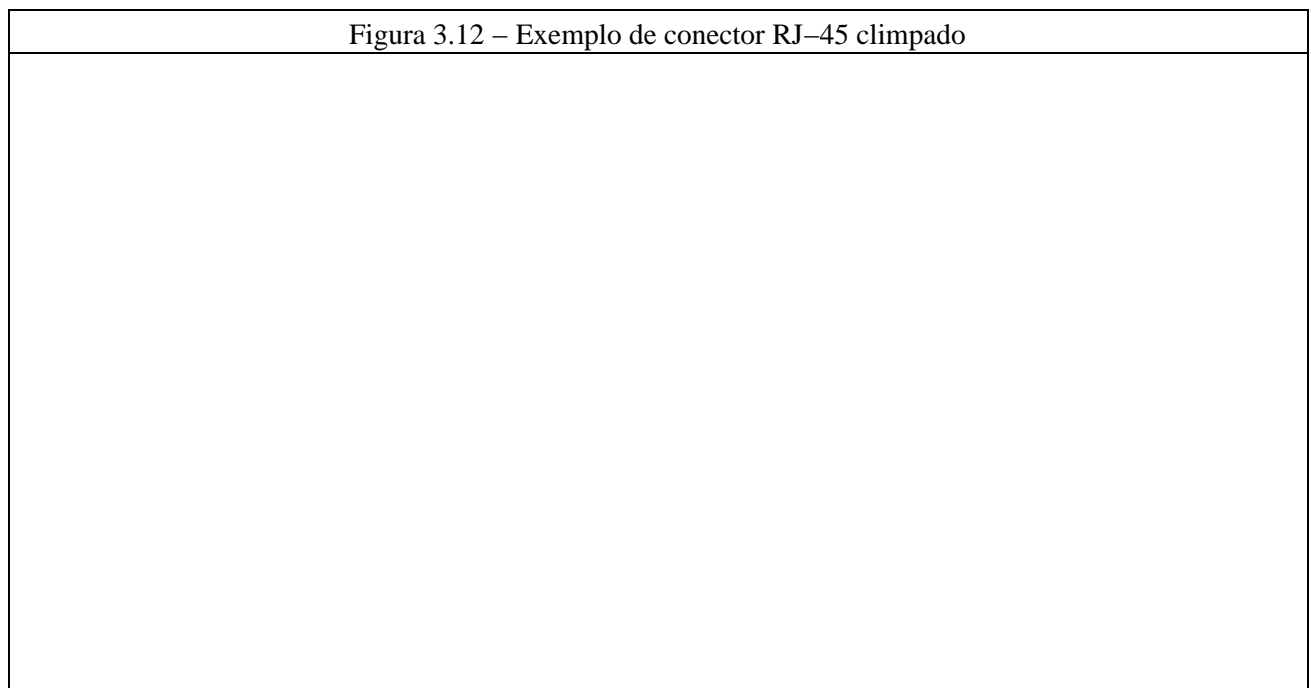 Figura 3.12 – Exemplo de conector RJ–45 climpado